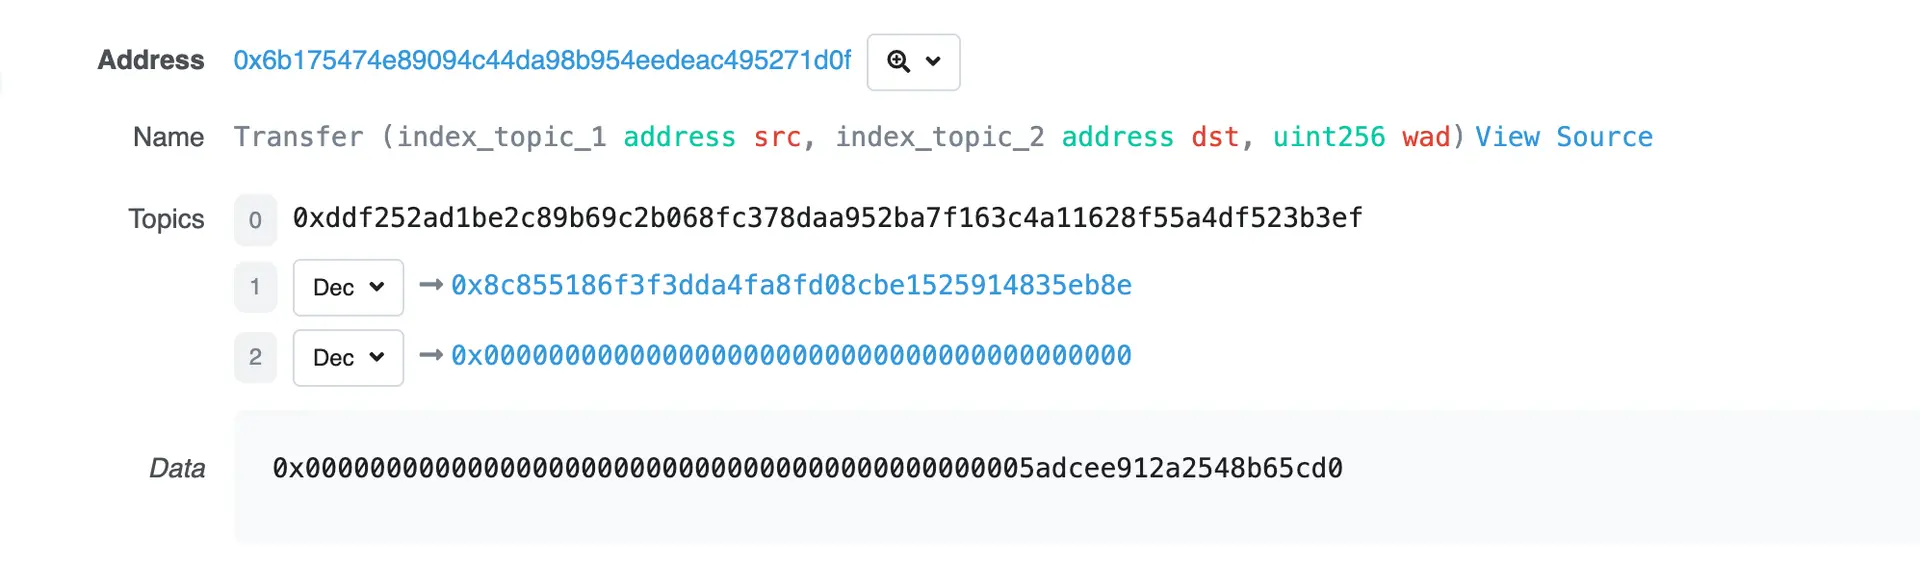 Address 0x6b175474e89094c44da98b954eedeac495271d0f
Name Transfer (index_topic_1 address src, index_topic_2 address dst, uint256 wad) View Source
Topics 0 0xddf252ad1be2c89b69c2b068fc378daa952ba7f163c4a11628f55a4df523b3ef
1 Dec → 0x8c855186f3f3dda4fa8fd08cbe1525914835eb8e
2 Dec → 0x0000000000000000000000000000000000000000
Data 0x000000000000000000000000000000000000000000005adcee912a2548b65cd0